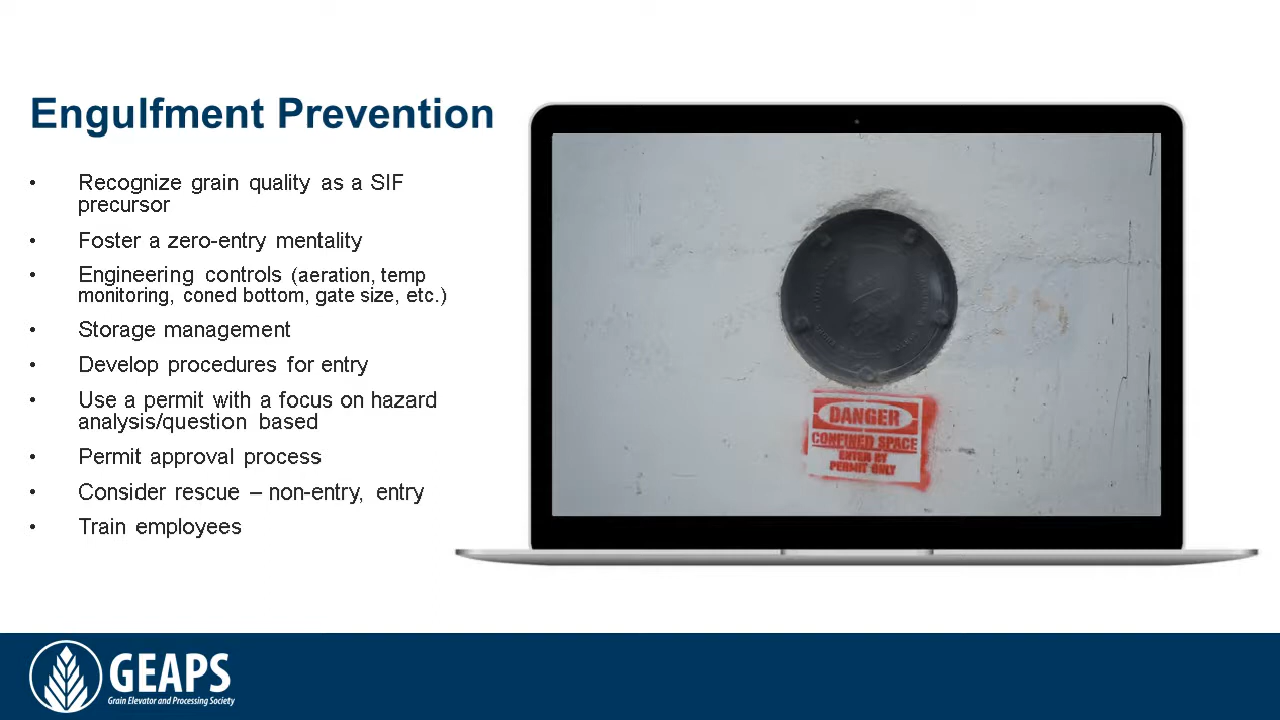 Engulfment Prevention
• Recognize grain quality as a SIF
precursor
• Foster a zero-entry mentality
• Engineering controls (aeration, temp
monitoring, coned bottom, gate size, etc.)
• Storage management
• Develop procedures for entry
• Use a permit with a focus on hazard
analysis/question based
• Permit approval process
• Consider rescue – non-entry, entry
• Train employees
DANGER
CONFINED SPACE
ENTER BY
PERMIT ONLY
GEAPS
Grain Elevator and Processing Society